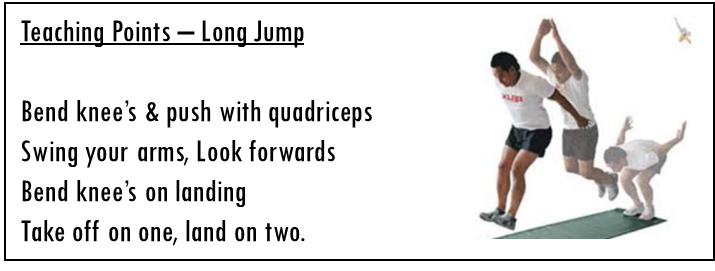 Teaching Points – Long Jump
Bend knee's & push with quadriceps
Swing your arms, Look forwards
Bend knee's on landing
Take off on one, land on two.